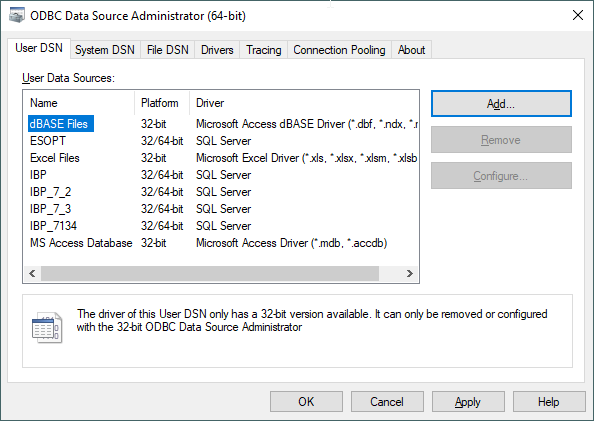 ODBC Data Source Administrator (64-bit)
User DSN System DSN File DSN Drivers Tracing Connection Pooling About
User Data Sources:
Name Platform Driver
dBASE Files 32-bit Microsoft Access dBASE Driver (*.dbf, *.ndx, *.r
ESOPT 32/64-bit SQL Server
Excel Files 32-bit Microsoft Excel Driver (*.xls, *.xlsx, *.xlsm, *.xlsb
IBP 32/64-bit SQL Server
IBP_7_2 32/64-bit SQL Server
IBP_7_3 32/64-bit SQL Server
IBP_7134 32/64-bit SQL Server
MS Access Database 32-bit Microsoft Access Driver (*.mdb, *.accdb)
Add...
Remove
Configure...
The driver of this User DSN only has a 32-bit version available. It can only be removed or configured
with the 32-bit ODBC Data Source Administrator
OK Cancel Apply Help